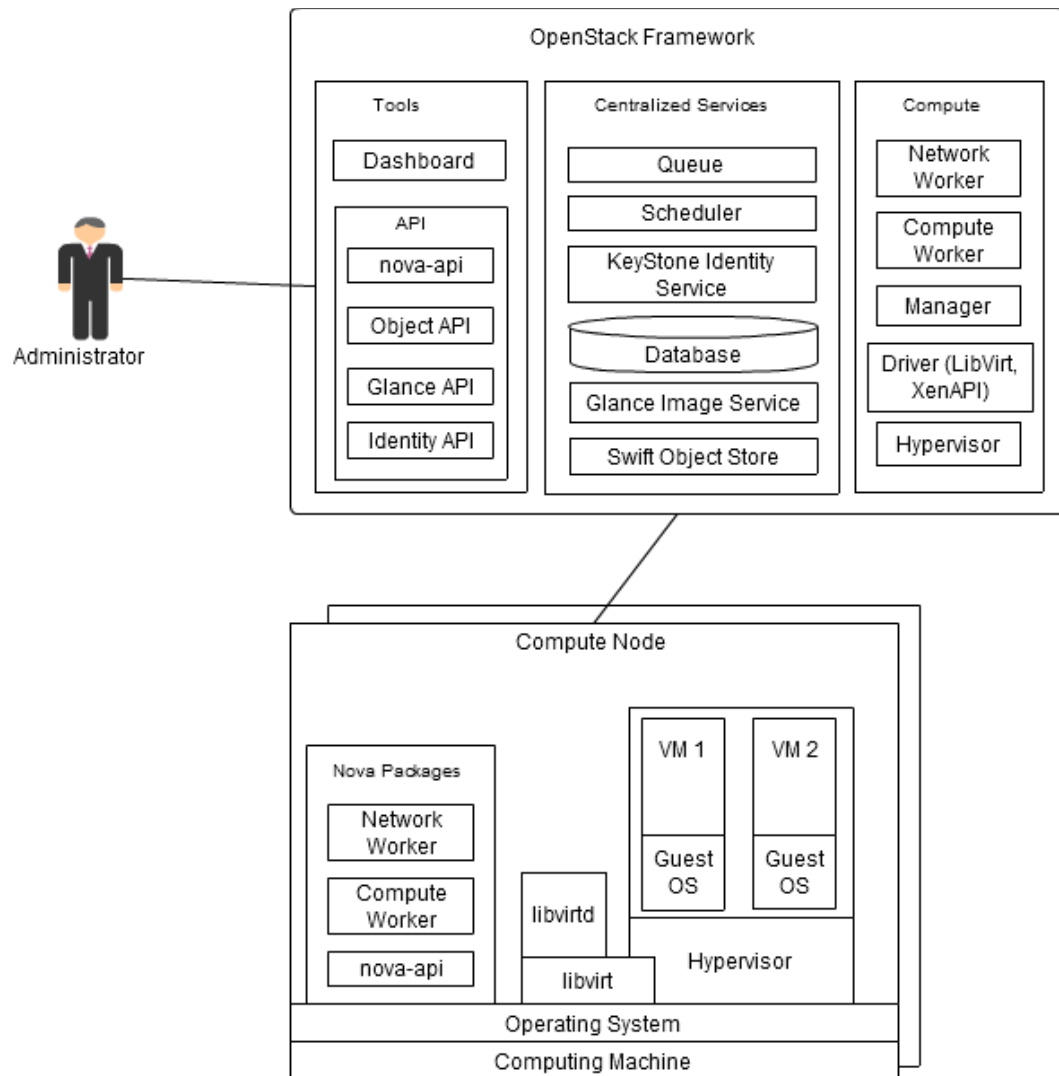 OpenStack Framework
Tools
Dashboard
API
nova-api
Object API
Glance API
Identity API
Centralized Services
Queue
Scheduler
KeyStone Identity
Service
Database
Glance Image Service
Swift Object Store
Compute
Network
Worker
Compute
Worker
Manager
Driver (LibVirt,
XenAPI)
Hypervisor
Administrator
Compute Node
Nova Packages
Network
Worker
Compute
Worker
nova-api
libvirtd
libvirt
VM 1
Guest
OS
VM 2
Guest
OS
Hypervisor
Operating System
Computing Machine